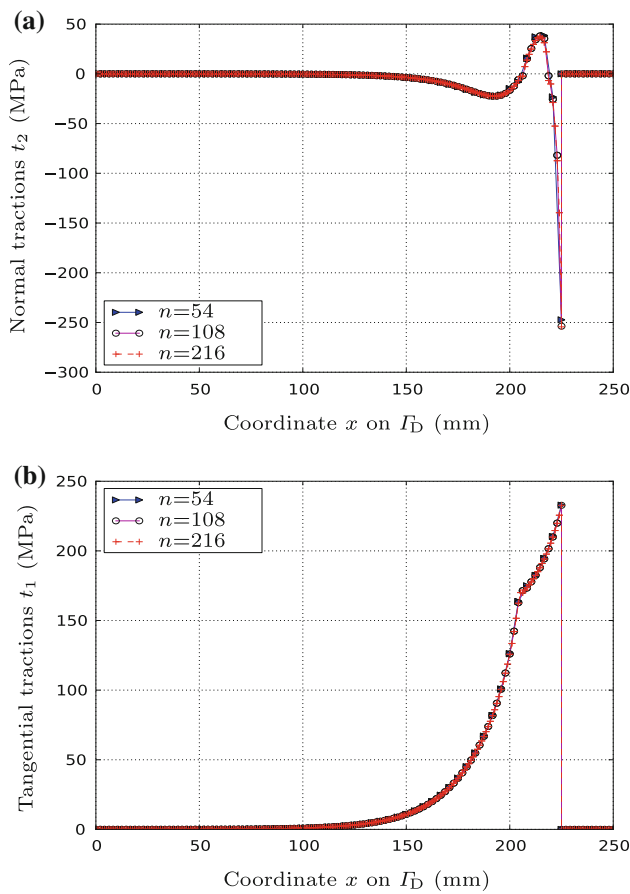 (a)
Normal tractions t₂ (MPa)
50
0
−50
−100
−150
−200
−250
−300
n=54
n=108
n=216
0 50 100 150 200 250
Coordinate x on Γ_D (mm)
(b)
Tangential tractions t₁ (MPa)
250
200
150
100
50
0
n=54
n=108
n=216
0 50 100 150 200 250
Coordinate x on Γ_D (mm)